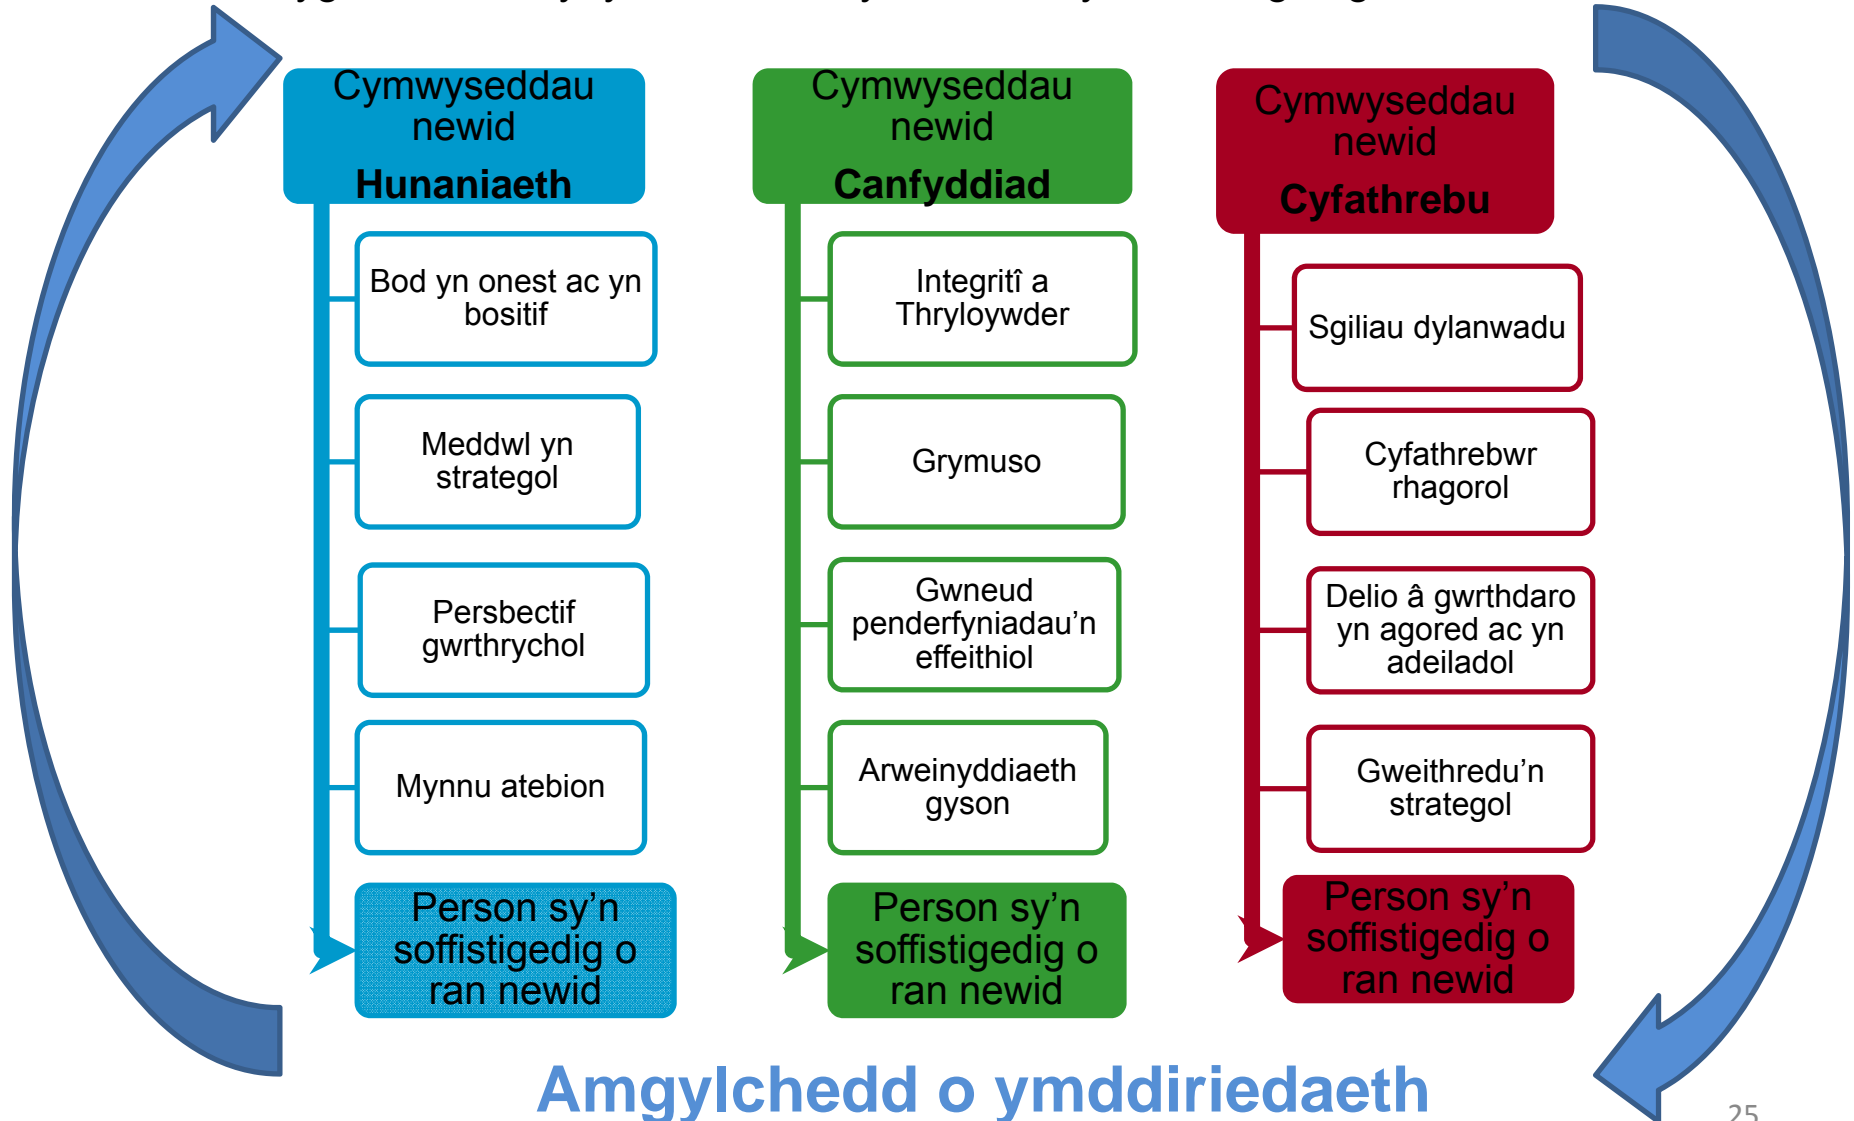 Cymwyseddau
newid
Hunaniaeth
Bod yn onest ac yn
bositif
Meddwl yn
strategol
Persbectif
gwrthrychol
Mynnu atebion
Person sy’n
soffistigedig o
ran newid
Cymwyseddau
newid
Canfyddiad
Integritî a
Thryloywder
Grymuso
Gwneud
penderfyniadau’n
effeithiol
Arweinyddiaeth
gyson
Person sy’n
soffistigedig o
ran newid
Cymwyseddau
newid
Cyfathrebu
Sgiliau dylanwadu
Cyfathrebwr
rhagorol
Delio â gwrthdaro
yn agored ac yn
adeiladol
Gweithredu’n
strategol
Person sy’n
soffistigedig o
ran newid
Amgylchedd o ymddiriedaeth
25